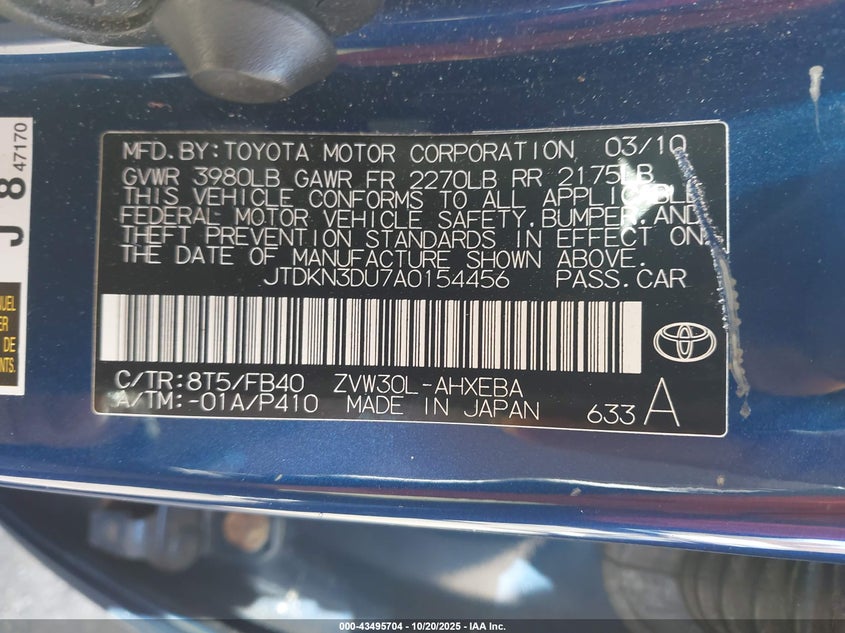 MFD.BY:TOYOTA MOTOR CORPORATION 03/10
GVWR 3980LB GAWR FR 2270LB RR 2175LB
THIS VEHICLE CONFORMS TO ALL APPLICABLE
FEDERAL MOTOR VEHICLE SAFETY,BUMPER,AND
THEFT PREVENTION STANDARDS IN EFFECT ON
THE DATE OF MANUFACTURE SHOWN ABOVE.
JTDKN3DU7A0154456 PASS.CAR
C/TR:8T5/FB40 ZVW30L-AHXEBA
A/TM:-01A/P410 MADE IN JAPAN 633 A
J 8
47170
DE
000-43495704 - 10/20/2025 - IAA Inc.